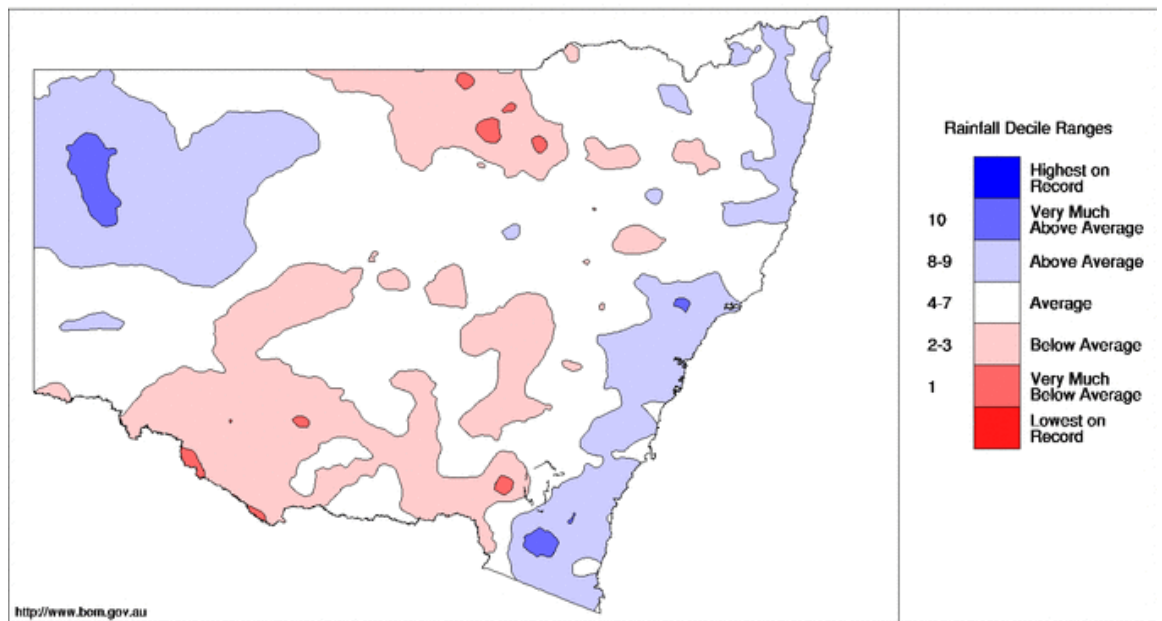 Rainfall Decile Ranges
Highest on
Record
10
Very Much
Above Average
8-9
Above Average
4-7
Average
2-3
Below Average
1
Very Much
Below Average
Lowest on
Record
http://www.bom.gov.au